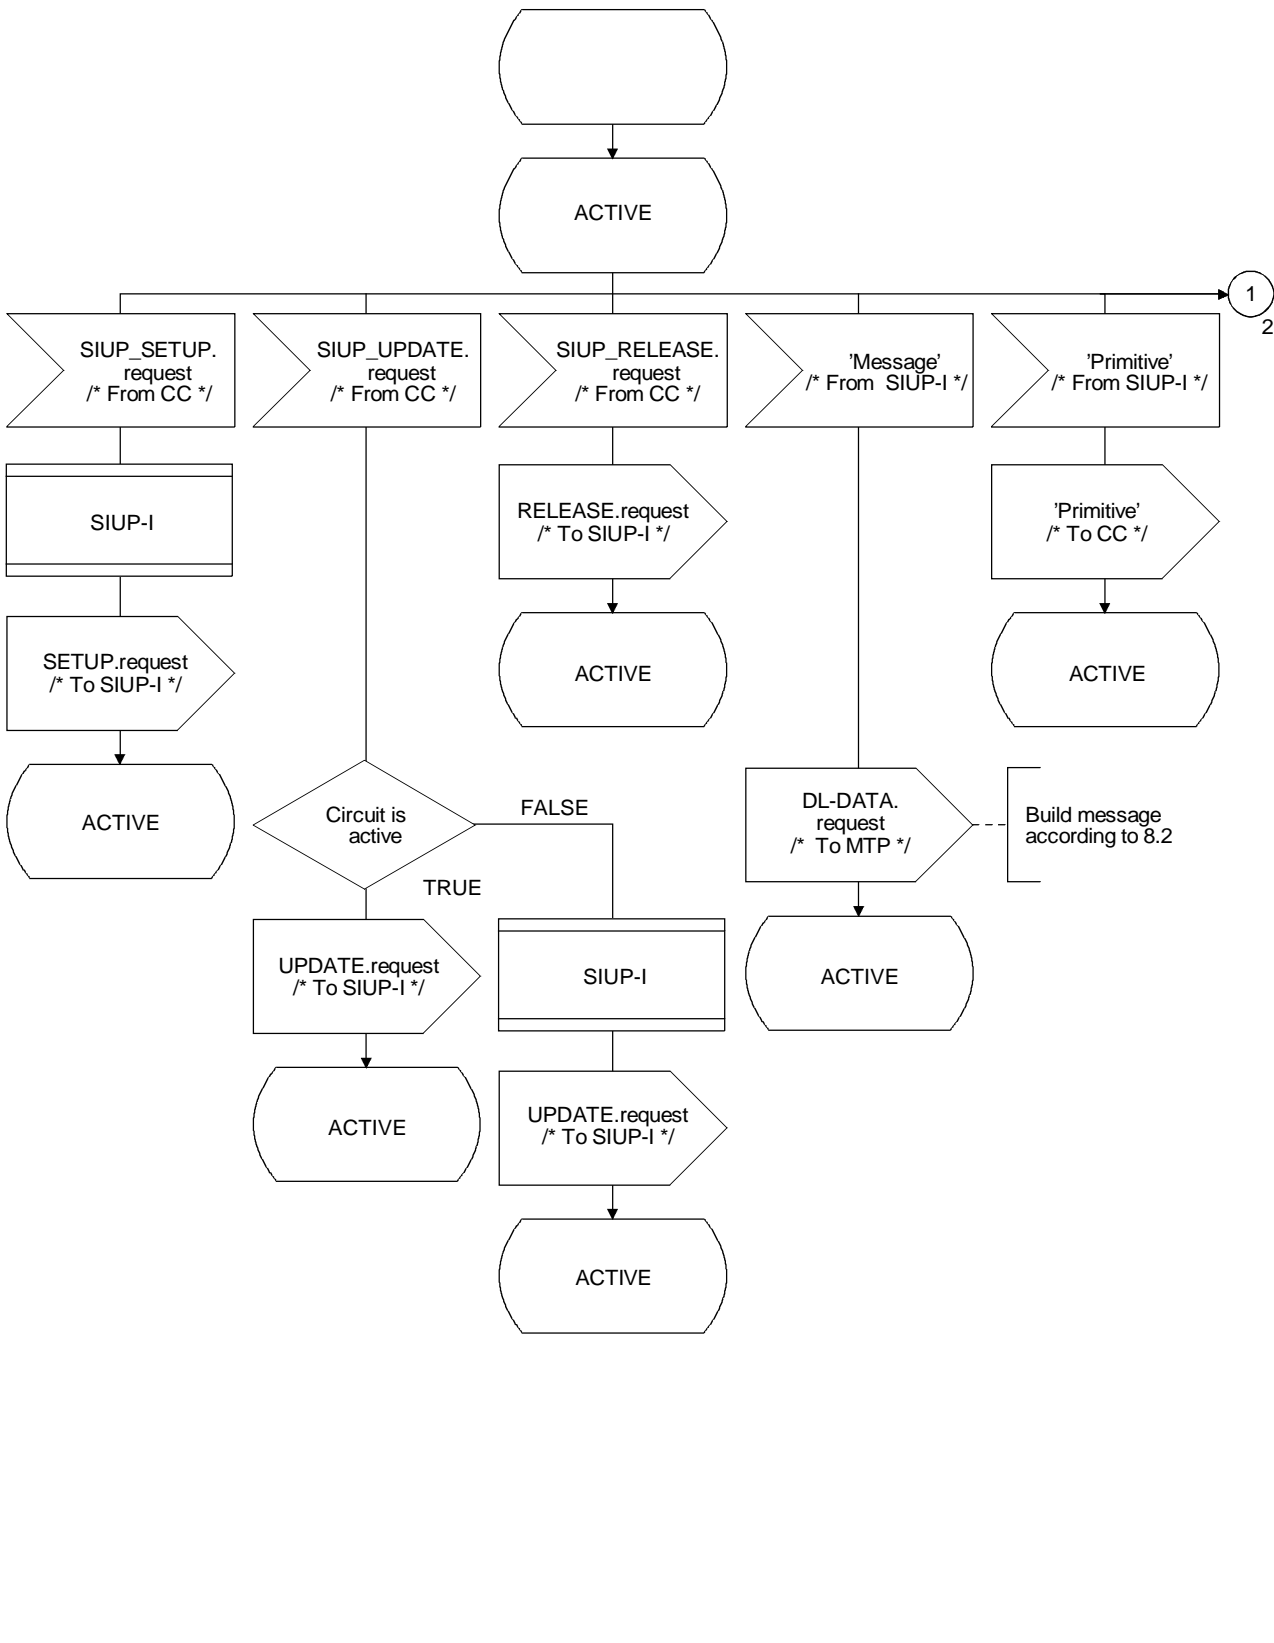 ACTIVE
1
2
SIUP_SETUP.
request
/* From CC */
SIUP_UPDATE.
request
/* From CC */
SIUP_RELEASE.
request
/* From CC */
'Message'
/* From SIUP-I */
'Primitive'
/* From SIUP-I */
SIUP-I
RELEASE.request
/* To SIUP-I */
'Primitive'
/* To CC */
SETUP.request
/* To SIUP-I */
ACTIVE
ACTIVE
ACTIVE
Circuit is
active
FALSE
TRUE
DL-DATA.
request
/* To MTP */
Build message
according to 8.2
UPDATE.request
/* To SIUP-I */
SIUP-I
ACTIVE
ACTIVE
UPDATE.request
/* To SIUP-I */
ACTIVE